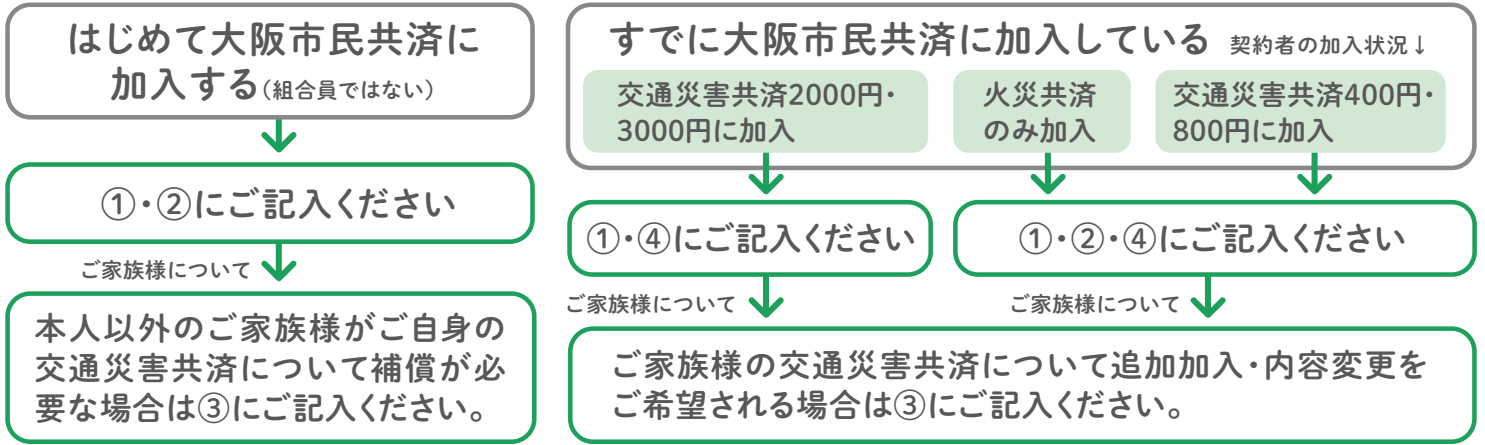 はじめて大阪市民共済に
加入する(組合員ではない)
①・②にご記入ください
ご家族様について
本人以外のご家族様がご自身の
交通災害共済について補償が必
要な場合は③にご記入ください。
すでに大阪市民共済に加入している 契約者の加入状況↓
交通災害共済2000円・
3000円に加入
火災共済
のみ加入
交通災害共済400円・
800円に加入
①・④にご記入ください
①・②・④にご記入ください
ご家族様について
ご家族様について
ご家族様の交通災害共済について追加加入・内容変更を
ご希望される場合は③にご記入ください。